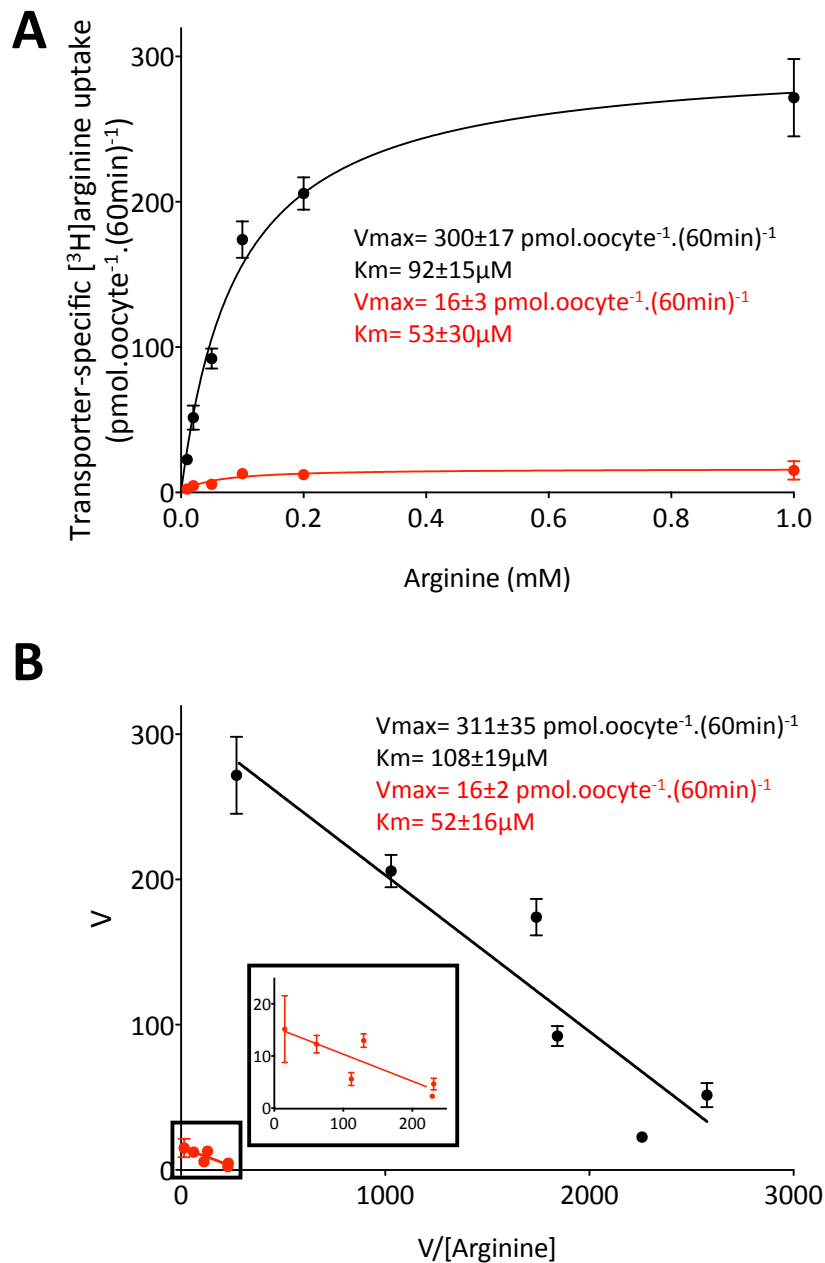 A
Transporter-specific [³H]arginine uptake
(pmol.oocyte⁻¹.(60min)⁻¹
300
200
100
0
Vmax= 300±17 pmol.oocyte⁻¹.(60min)⁻¹
Km= 92±15µM
Vmax= 16±3 pmol.oocyte⁻¹.(60min)⁻¹
Km= 53±30µM
0.0 0.2 0.4 0.6 0.8 1.0
Arginine (mM)
B
V
300
200
100
0
Vmax= 311±35 pmol.oocyte⁻¹.(60min)⁻¹
Km= 108±19µM
Vmax= 16±2 pmol.oocyte⁻¹.(60min)⁻¹
Km= 52±16µM
20
10
0
0 100 200
0 1000 2000 3000
V/[Arginine]